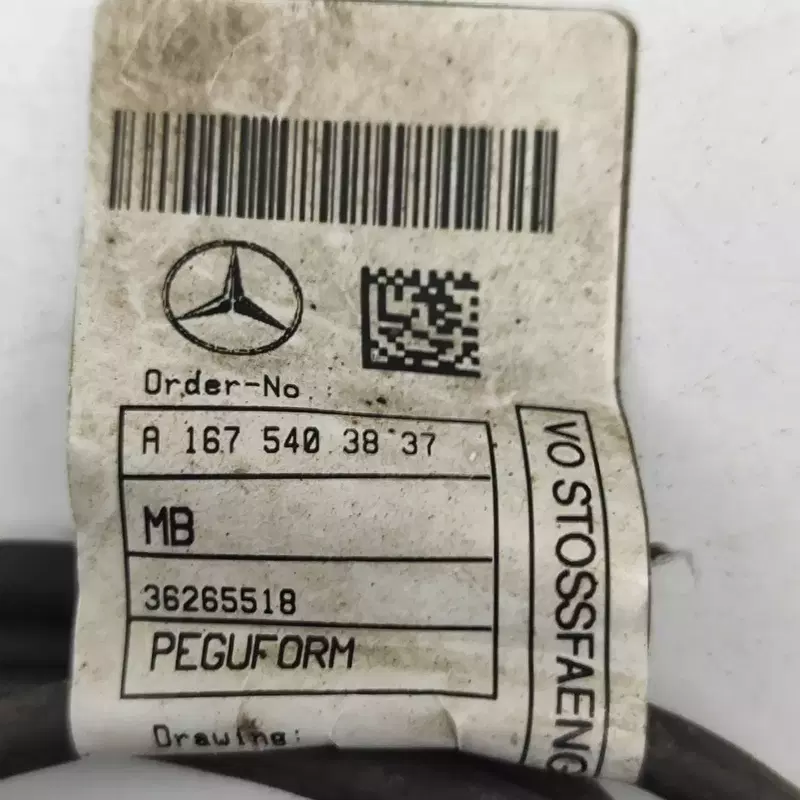 Order-No.:
A 167 540 38 37
MB
36265518
PEGUFORM
Drawing:
VO STOSSFAENG